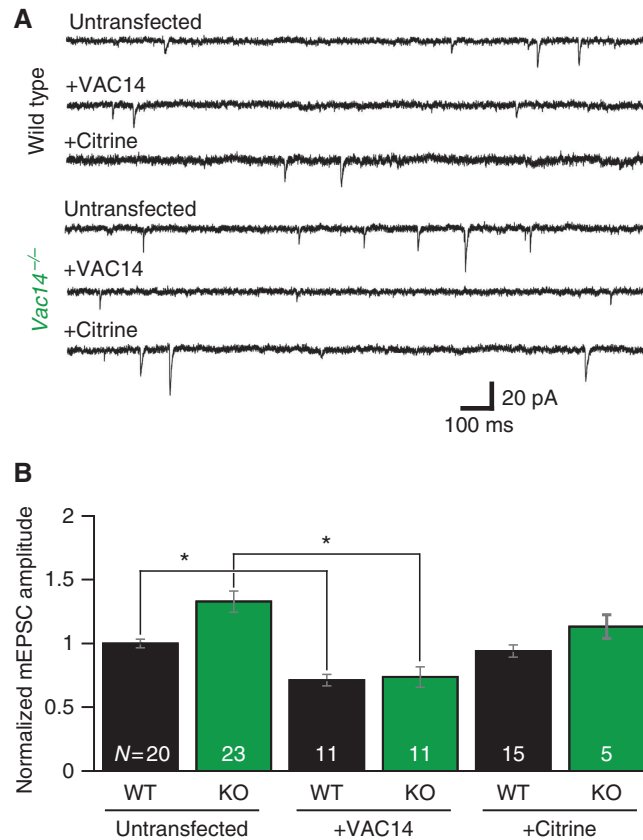 A
Wild type
Untransfected
+VAC14
+Citrine
Vac14−/−
Untransfected
+VAC14
+Citrine
20 pA
100 ms
B
Normalized mEPSC amplitude
2
1.5
1
0.5
0
* *
N=20 23 11 11 15 5
WT KO WT KO WT KO
Untransfected +VAC14 +Citrine